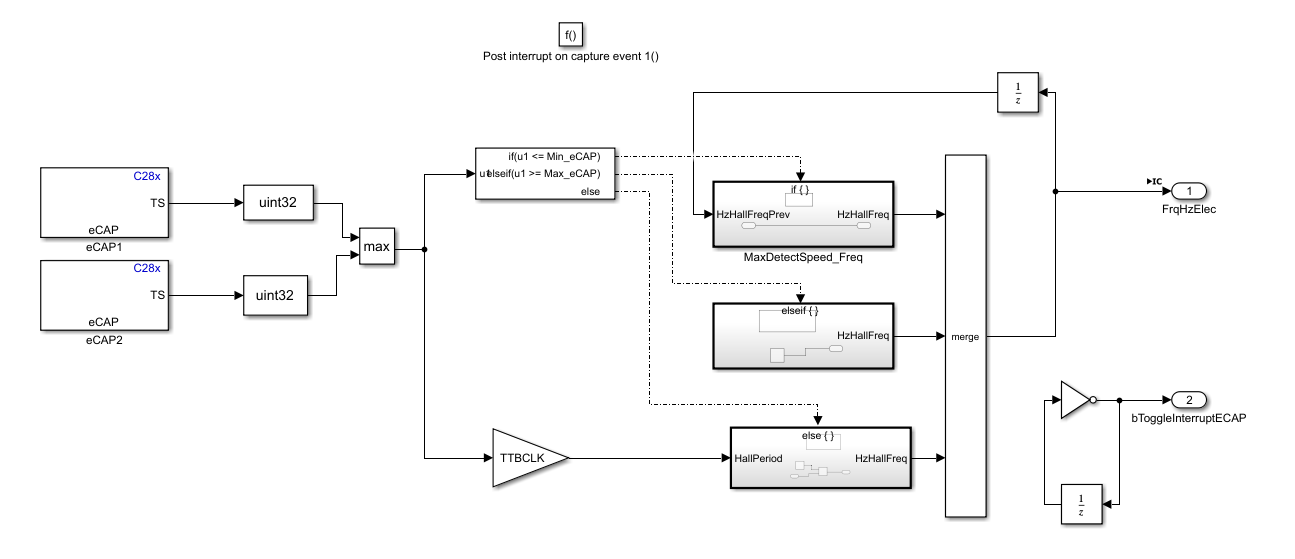 f()
Post interrupt on capture event 1()
1
z
if(u1 <= Min_eCAP)
u1
elseif(u1 >= Max_eCAP)
else
C28x
TS
eCAP
eCAP1
uint32
max
C28x
TS
eCAP
eCAP2
uint32
if { }
HzHallFreqPrev
HzHallFreq
MaxDetectSpeed_Freq
IC
1
FrqHzElec
elseif { }
HzHallFreq
merge
TTBCLK
else { }
HallPeriod
HzHallFreq
2
bToggleInterruptECAP
1
z